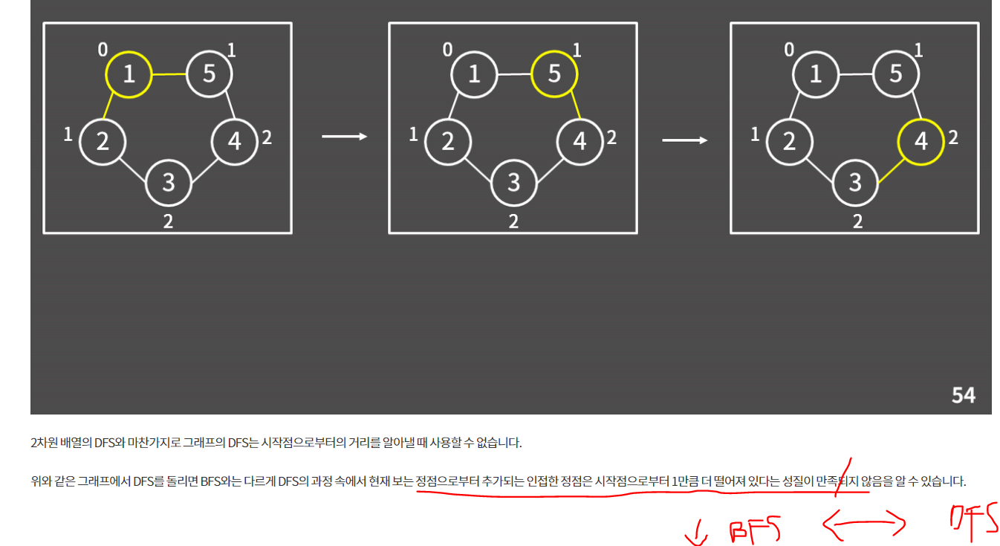 0 1 0 1 0 1
1 5 1 5 1 5
1 2 4 2 1 2 4 2 1 2 4 2
3 3 3
2 2 2
54
2차원 배열의 DFS와 마찬가지로 그래프의 DFS는 시작점으로부터의 거리를 알아낼 때 사용할 수 없습니다.
위와 같은 그래프에서 DFS를 돌리면 BFS와는 다르게 DFS의 과정 속에서 현재 보는 정점으로부터 추가되는 인접한 정점은 시작점으로부터 1만큼 더 떨어져 있다는 성질이 만족되지 않음을 알 수 있습니다.
BFS DFS